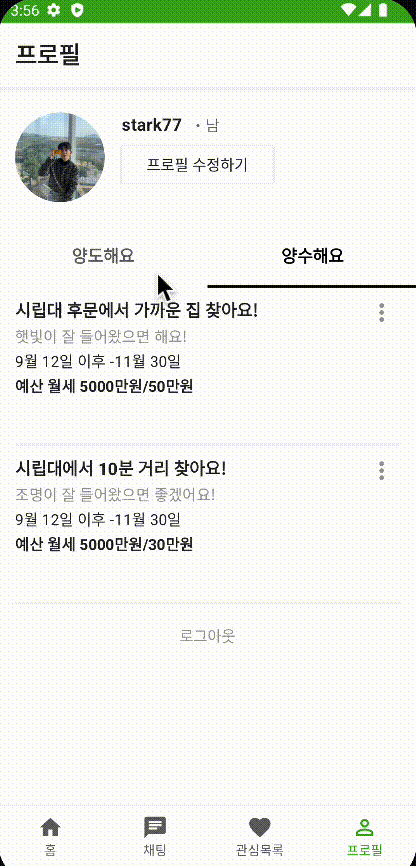 3:56
프로필
stark77 · 남
프로필 수정하기
양도해요 양수해요
시립대 후문에서 가까운 집 찾아요!
햇빛이 잘 들어왔으면 해요!
9월 12일 이후 -11월 30일
예산 월세 5000만원/50만원
시립대에서 10분 거리 찾아요!
조명이 잘 들어왔으면 좋겠어요!
9월 12일 이후 -11월 30일
예산 월세 5000만원/30만원
로그아웃
홈 채팅 관심목록 프로필